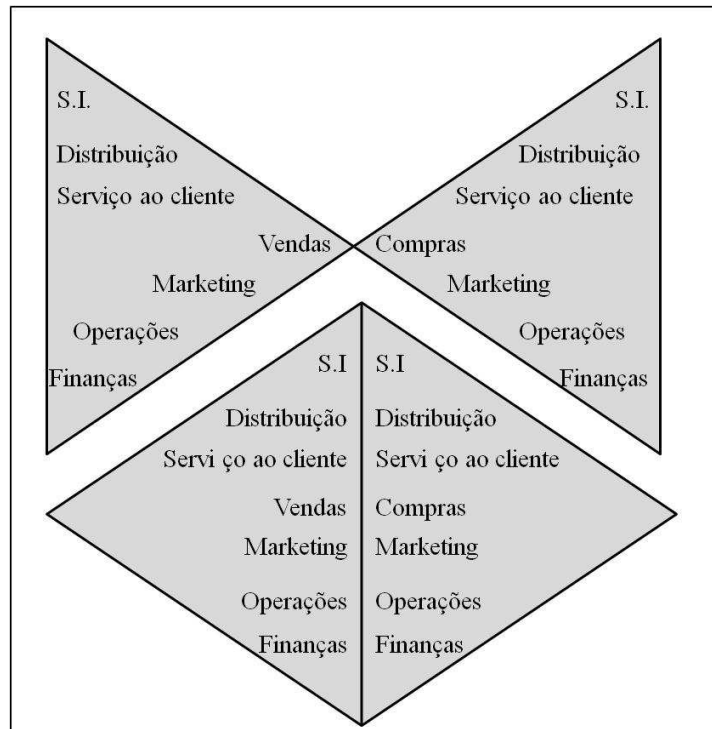 S.I. S.I.
Distribuição Distribuição
Serviço ao cliente Serviço ao cliente
Vendas Compras
Marketing Marketing
Operações Operações
Finanças Finanças
S.I S.I
Distribuição Distribuição
Servi ço ao cliente Servi ço ao cliente
Vendas Compras
Marketing Marketing
Operações Operações
Finanças Finanças